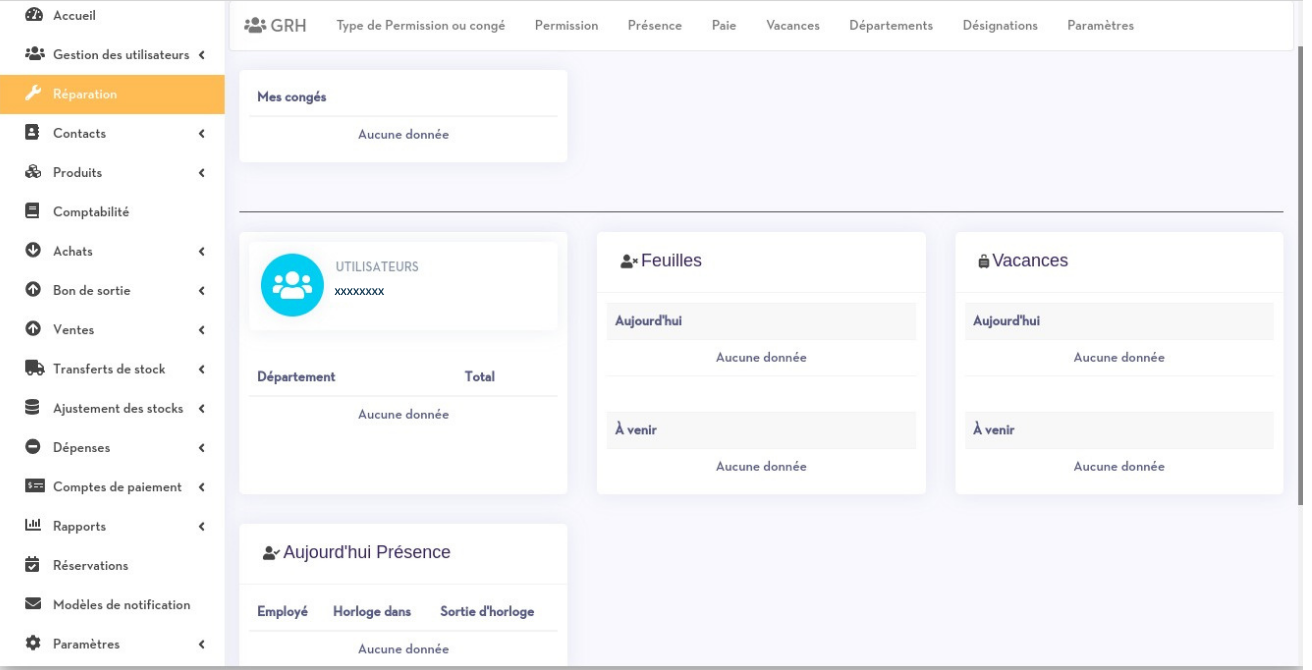 Accueil
Gestion des utilisateurs
Réparation
Contacts
Produits
Comptabilité
Achats
Bon de sortie
Ventes
Transferts de stock
Ajustement des stocks
Dépenses
Comptes de paiement
Rapports
Réservations
Modèles de notification
Paramètres
GRH Type de Permission ou congé Permission Présence Paie Vacances Départements Désignations Paramètres
Mes congés
Aucune donnée
UTILISATEURS
xxxxxxxx
Département Total
Aucune donnée
Feuilles
Aujourd'hui
Aucune donnée
À venir
Aucune donnée
Vacances
Aujourd'hui
Aucune donnée
À venir
Aucune donnée
Aujourd'hui Présence
Employé Horloge dans Sortie d'horloge
Aucune donnée